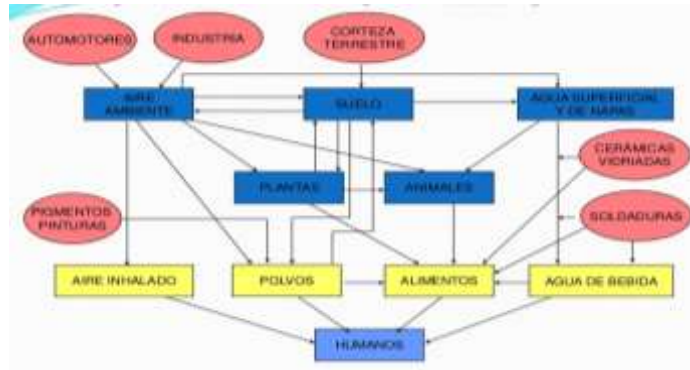 AUTOMOTORES
INDUSTRIA
CORTEZA
TERRESTRE
AIRE
AMBIENTE
SUELO
AGUA SUPERFICIAL
Y DE NAPAS
CERÁMICAS
VIDRIADAS
PLANTAS
ANIMALES
PIGMENTOS
PINTURAS
SOLDADURAS
AIRE INHALADO
POLVOS
ALIMENTOS
AGUA DE BEBIDA
HUMANOS